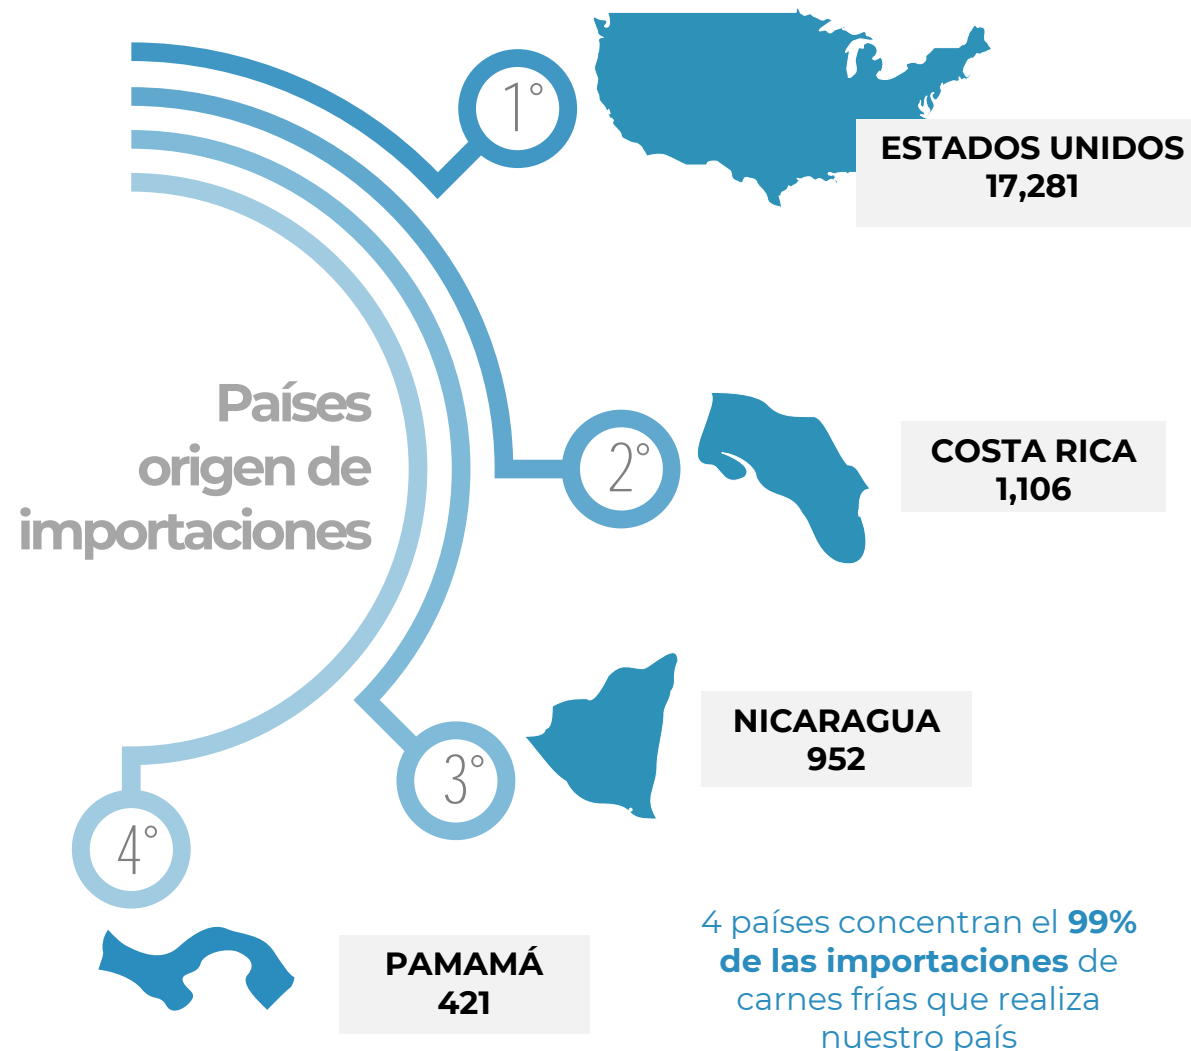 1°
ESTADOS UNIDOS
17,281
Países
origen de
importaciones
2°
COSTA RICA
1,106
3°
NICARAGUA
952
4°
PAMAMÁ
421
4 países concentran el 99%
de las importaciones de
carnes frías que realiza
nuestro país